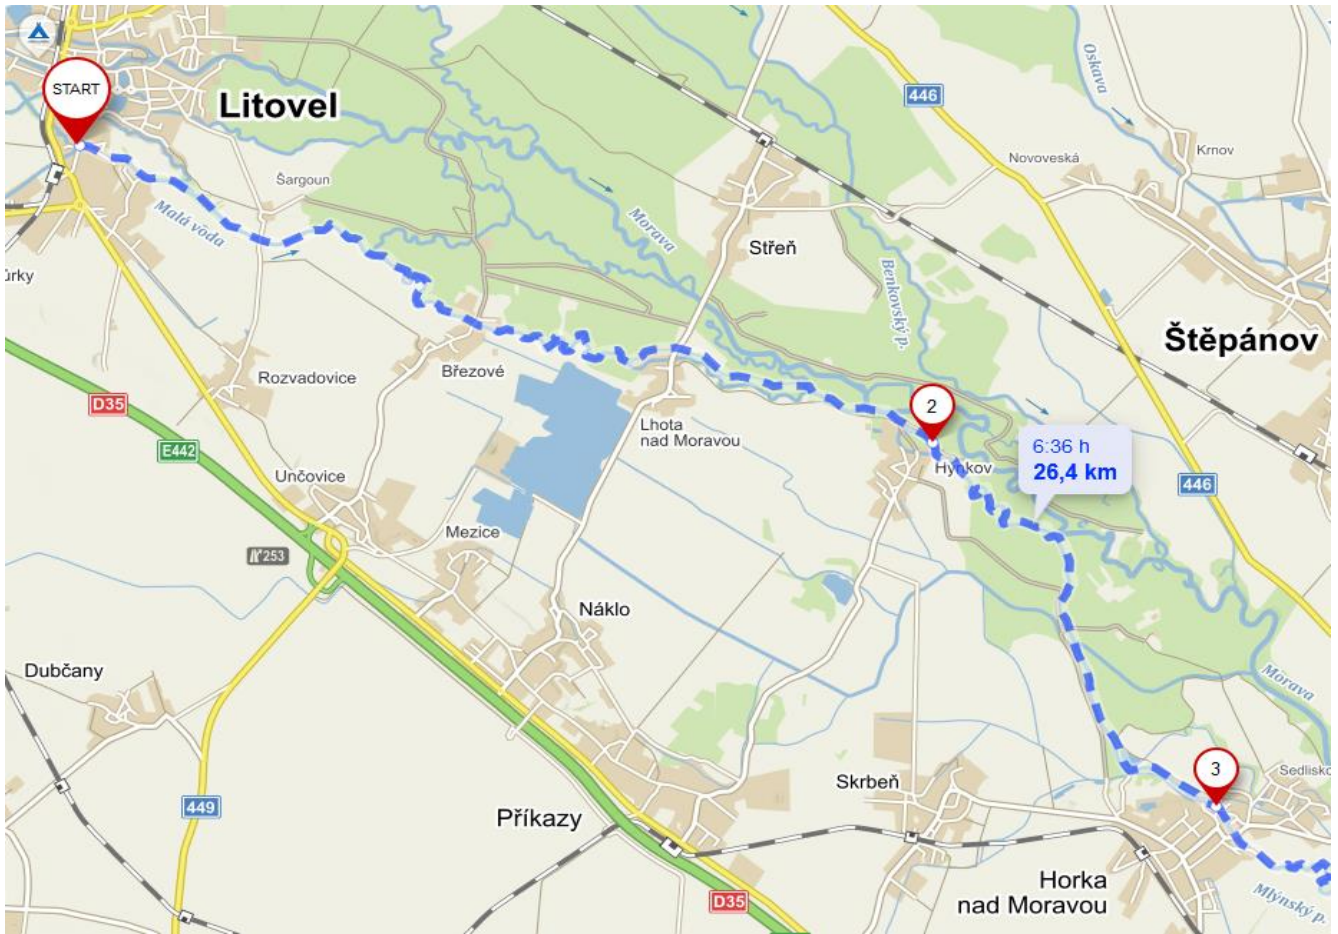 START
Litovel
446
Oskava
Novoveská
Krnov
Šargoun
Malá voda
Morava
Střeň
Benkovský p.
Štěpánov
Rozvadovice
Březové
D35
E442
Lhota
nad Moravou
2
Hynkov
6:36 h
26,4 km
446
Unčovice
Mezice
253
Náklo
Dubčany
Morava
449
Příkazy
Skrbeň
3
Sedlisko
Horka
nad Moravou
Mlýnský p.
D35